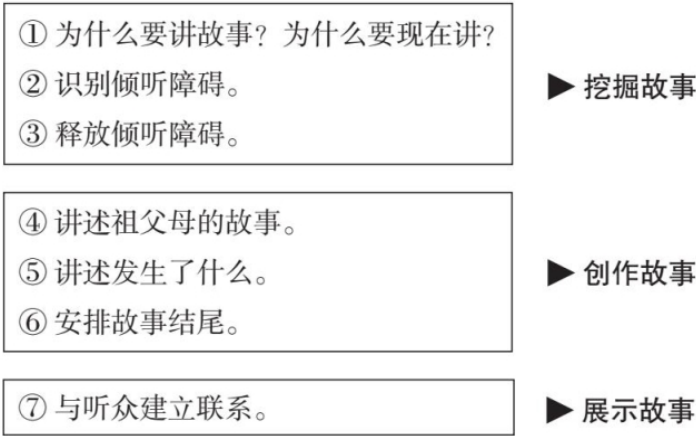 ① 为什么要讲故事？为什么要现在讲？
② 识别倾听障碍。
▶ 挖掘故事
③ 释放倾听障碍。
④ 讲述祖父母的故事。
⑤ 讲述发生了什么。
▶ 创作故事
⑥ 安排故事结尾。
⑦ 与听众建立联系。
▶ 展示故事